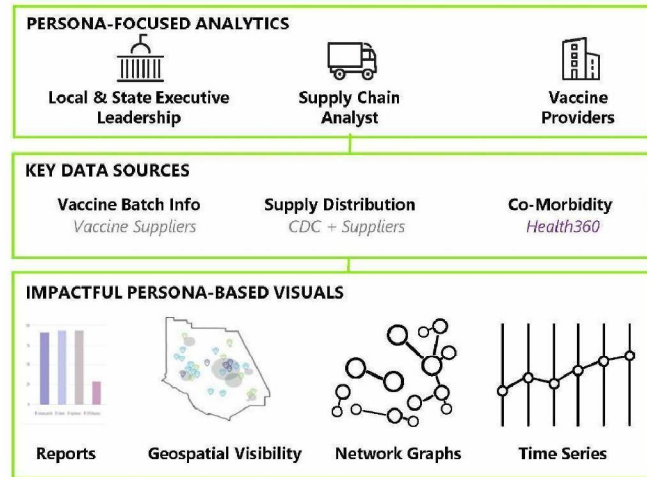 PERSONA-FOCUSED ANALYTICS
Local & State Executive
Leadership
Supply Chain
Analyst
Vaccine
Providers
KEY DATA SOURCES
Vaccine Batch Info
Vaccine Suppliers
Supply Distribution
CDC + Suppliers
Co-Morbidity
Health360
IMPACTFUL PERSONA-BASED VISUALS
Reports
Geospatial Visibility
Network Graphs
Time Series